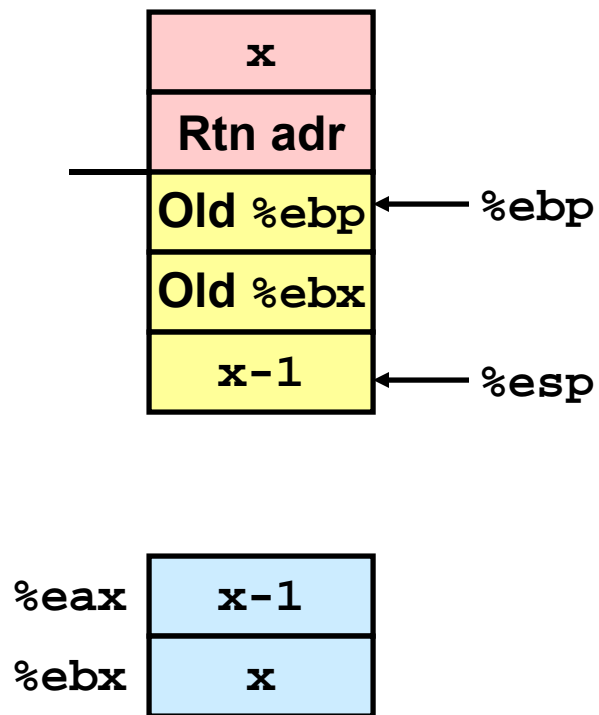 x
Rtn adr
Old %ebp %ebp
Old %ebx
x-1 %esp
%eax x-1
%ebx x